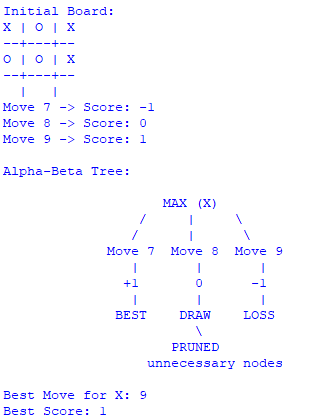 Initial Board:
X | O | X
--+---+--
O | O | X
--+---+--
  |   |
Move 7 -> Score: -1
Move 8 -> Score: 0
Move 9 -> Score: 1

Alpha-Beta Tree:

                    MAX (X)
                 /     |     \
                /      |      \
             Move 7  Move 8  Move 9
                |       |       |
               +1       0      -1
                |       |       |
              BEST    DRAW    LOSS
                        \
                     PRUNED
                  unnecessary nodes

Best Move for X: 9
Best Score: 1